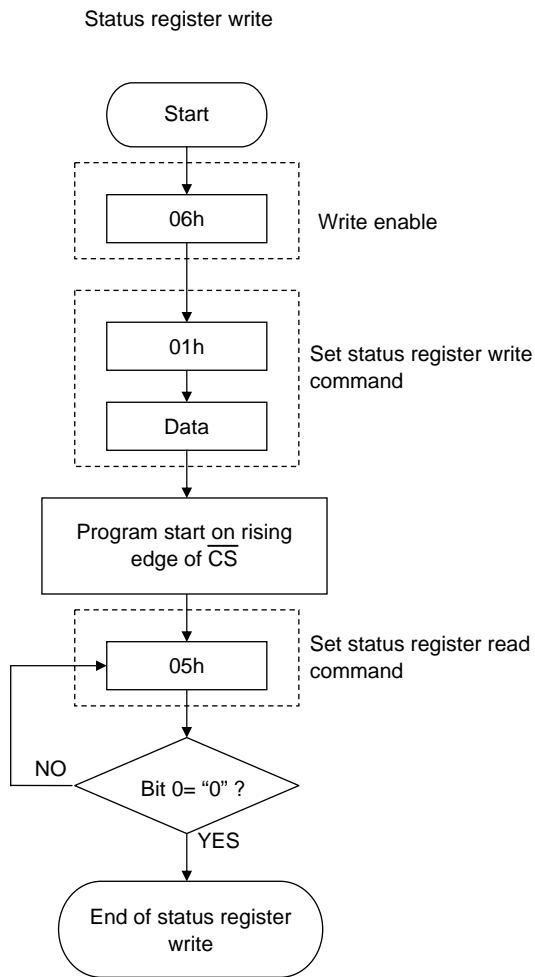 Status register write
Start
06h
Write enable
01h
Set status register write
command
Data
Program start on rising
edge of C̅S̅
Set status register read
command
05h
NO
Bit 0= “0” ?
YES
End of status register
write